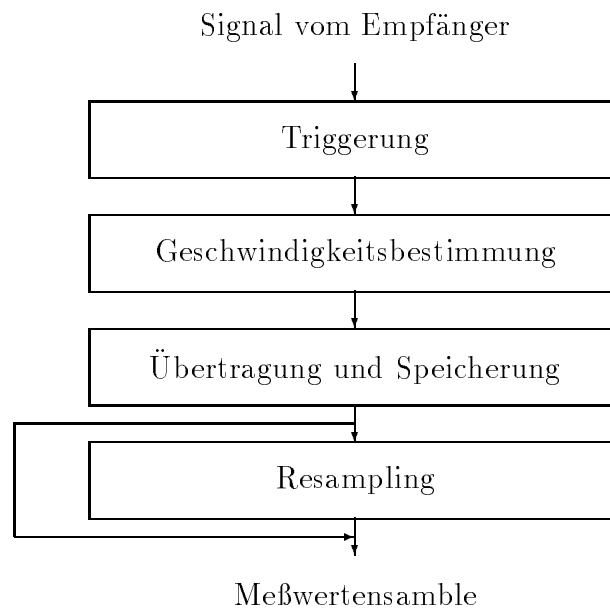 Signal vom Empfänger
Triggerung
Geschwindigkeitsbestimmung
Übertragung und Speicherung
Resampling
Meßwertensamble